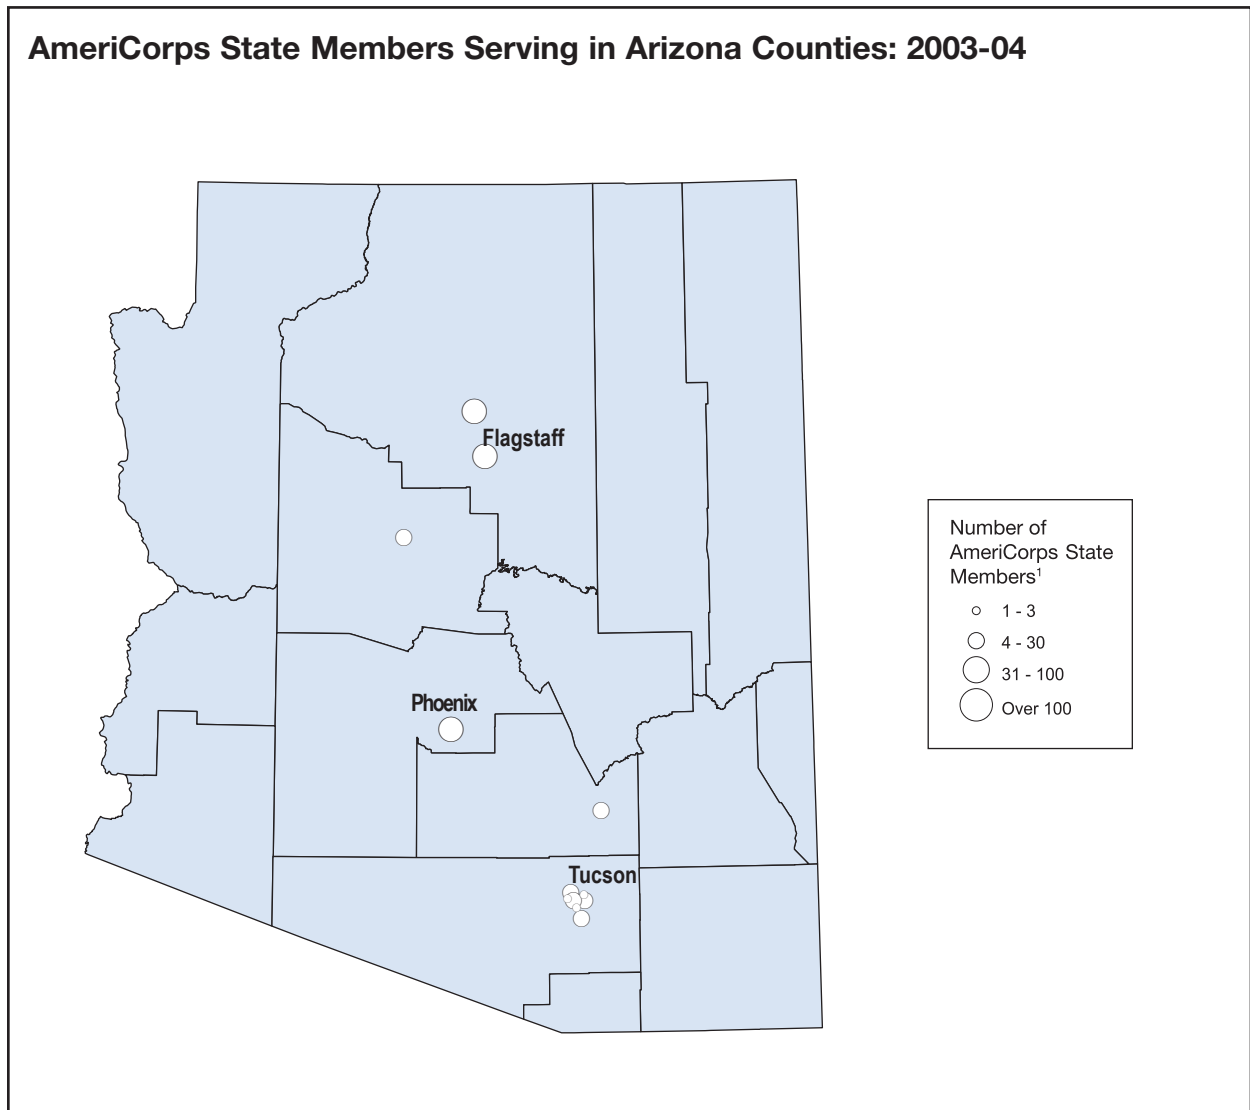 AmeriCorps State Members Serving in Arizona Counties: 2003-04
Flagstaff
Number of
AmeriCorps State
Members¹
1 - 3
4 - 30
31 - 100
Over 100
Phoenix
Tucson